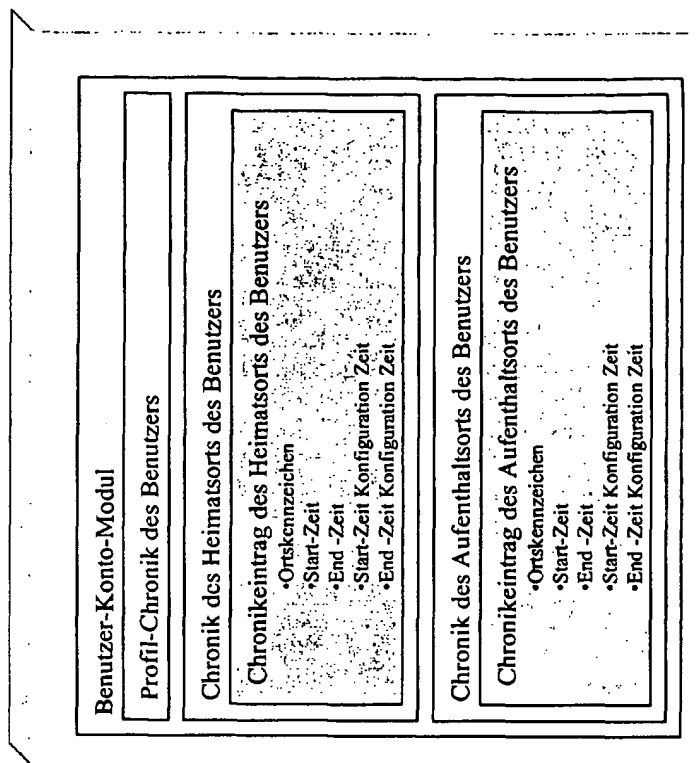 Benutzer-Konto-Modul
Profil-Chronik des Benutzers
Chronik des Heimatsorts des Benutzers
Chronikeintrag des Heimatsorts des Benutzers
•Ortskennzeichen
•Start-Zeit
•End -Zeit
•Start-Zeit Konfiguration Zeit
•End -Zeit Konfiguration Zeit
Chronik des Aufenthaltsorts des Benutzers
Chronikeintrag des Aufenthaltsorts des Benutzers
•Ortskennzeichen
•Start-Zeit
•End -Zeit
•Start-Zeit Konfiguration Zeit
•End -Zeit Konfiguration Zeit